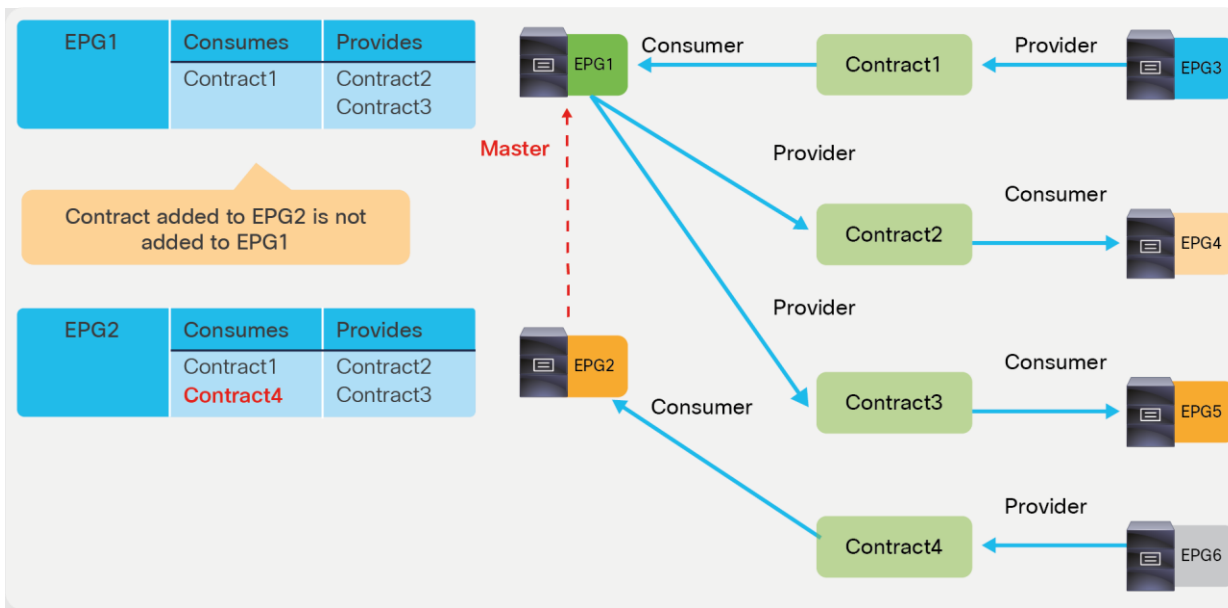 EPG1
Consumes
Provides
Contract1
Contract2
Contract3
Contract added to EPG2 is not
added to EPG1
EPG2
Consumes
Provides
Contract1
Contract4
Contract2
Contract3
EPG1
Consumer
Contract1
Provider
EPG3
Master
Provider
Contract2
Consumer
EPG4
Provider
EPG2
Consumer
Contract3
Consumer
EPG5
Contract4
Provider
EPG6